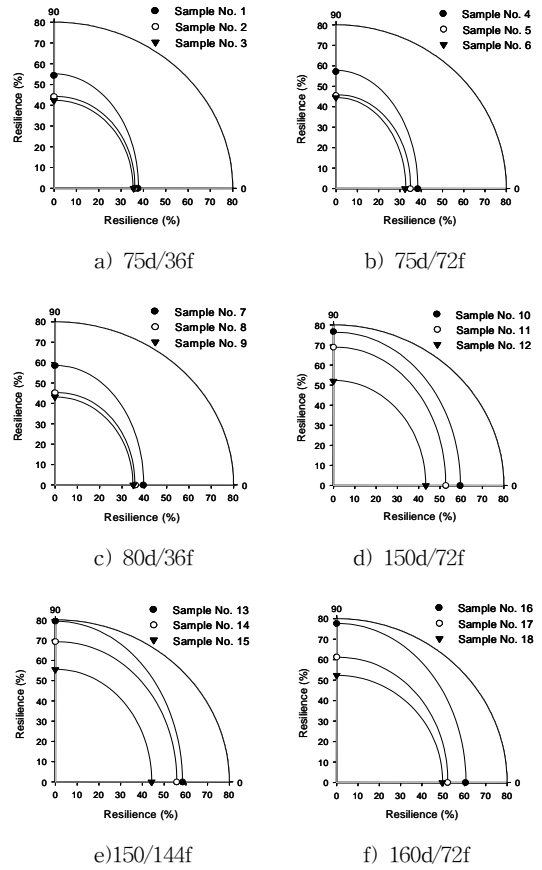 90
Sample No. 1
Sample No. 2
Sample No. 3
80
70
60
50
40
30
20
10
0
0 10 20 30 40 50 60 70 80
0
Resilience (%)
Resilience (%)
a) 75d/36f
90
Sample No. 4
Sample No. 5
Sample No. 6
80
70
60
50
40
30
20
10
0
0 10 20 30 40 50 60 70 80
0
Resilience (%)
Resilience (%)
b) 75d/72f
90
Sample No. 7
Sample No. 8
Sample No. 9
80
70
60
50
40
30
20
10
0
0 10 20 30 40 50 60 70 80
0
Resilience (%)
Resilience (%)
c) 80d/36f
90
Sample No. 10
Sample No. 11
Sample No. 12
80
70
60
50
40
30
20
10
0
0 10 20 30 40 50 60 70 80
0
Resilience (%)
Resilience (%)
d) 150d/72f
90
Sample No. 13
Sample No. 14
Sample No. 15
80
70
60
50
40
30
20
10
0
0 10 20 30 40 50 60 70 80
0
Resilience (%)
Resilience (%)
e)150/144f
90
Sample No. 16
Sample No. 17
Sample No. 18
80
70
60
50
40
30
20
10
0
0 10 20 30 40 50 60 70 80
0
Resilience (%)
Resilience (%)
f) 160d/72f